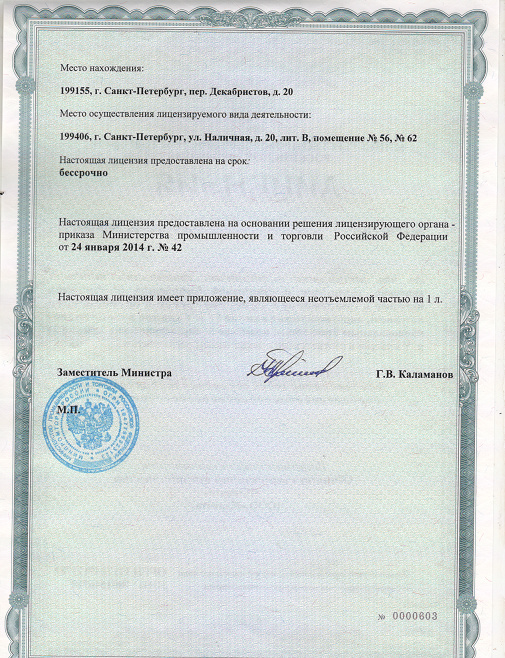 Место нахождения:
199155, г. Санкт-Петербург, пер. Декабристов, д. 20
Место осуществления лицензируемого вида деятельности:
199406, г. Санкт-Петербург, ул. Наличная, д. 20, лит. В, помещение № 56, № 62
Настоящая лицензия предоставлена на срок:
бессрочно
Настоящая лицензия предоставлена на основании решения лицензирующего органа -
приказа Министерства промышленности и торговли Российской Федерации
от 24 января 2014 г. № 42
Настоящая лицензия имеет приложение, являющееся неотъемлемой частью на 1 л.
Заместитель Министра
Г.В. Каламанов
М.П.
№ 0000603